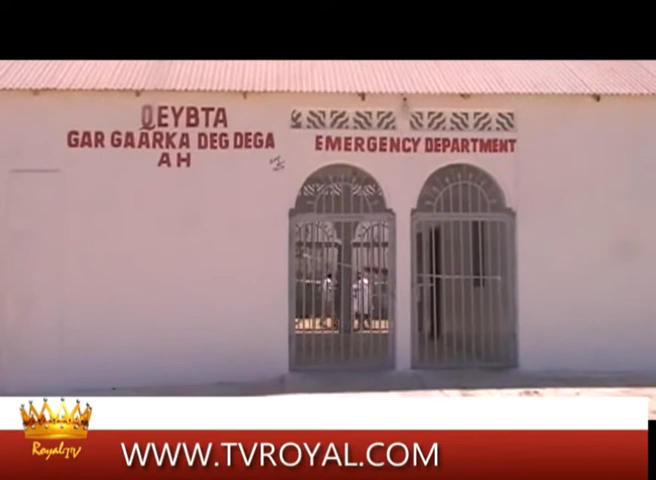 QEYBTA
GAR GAARKA DEG DEGA
AH
EMERGENCY DEPARTMENT
Royal TV
WWW.TVROYAL.COM